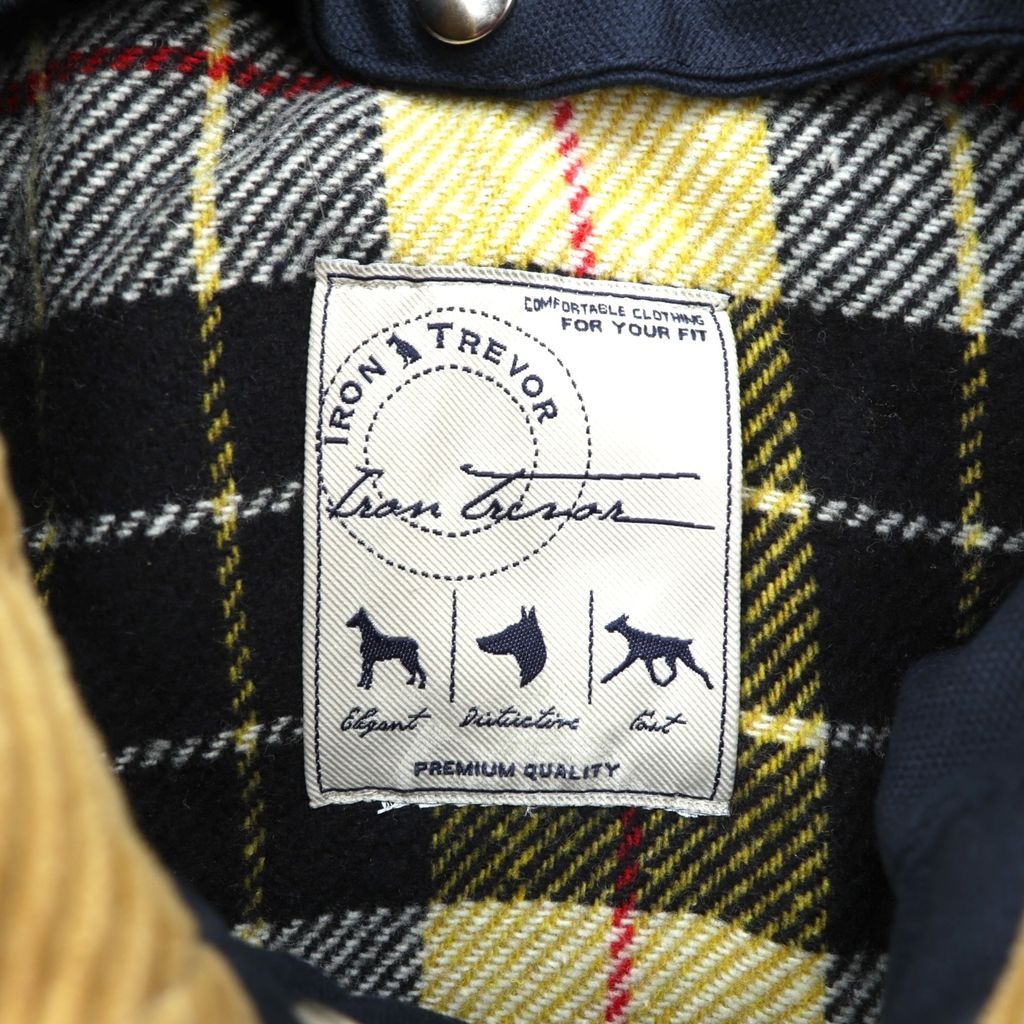 COMFORTABLE CLOTHING
FOR YOUR FIT
IRON TREVOR
Iron Trevor
Elegant
Distinctive
Fast
PREMIUM QUALITY